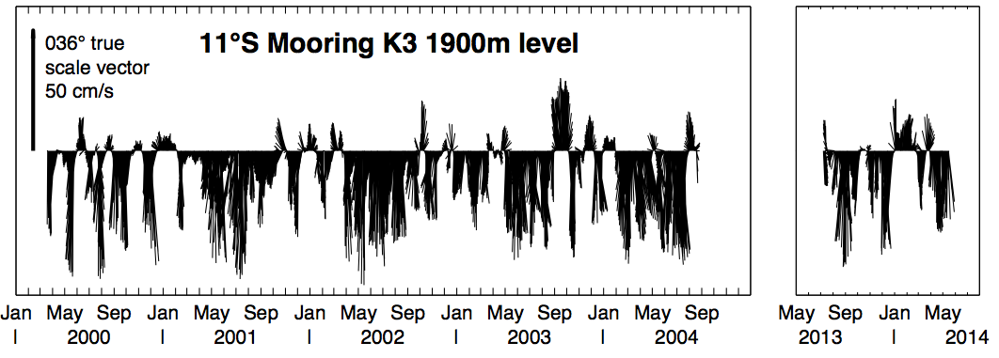 036° true
scale vector
50 cm/s
11°S Mooring K3 1900m level
Jan May Sep Jan May Sep Jan May Sep Jan May Sep Jan May Sep May Sep Jan May
| 2000 | 2001 | 2002 | 2003 | 2004 2013 | 2014